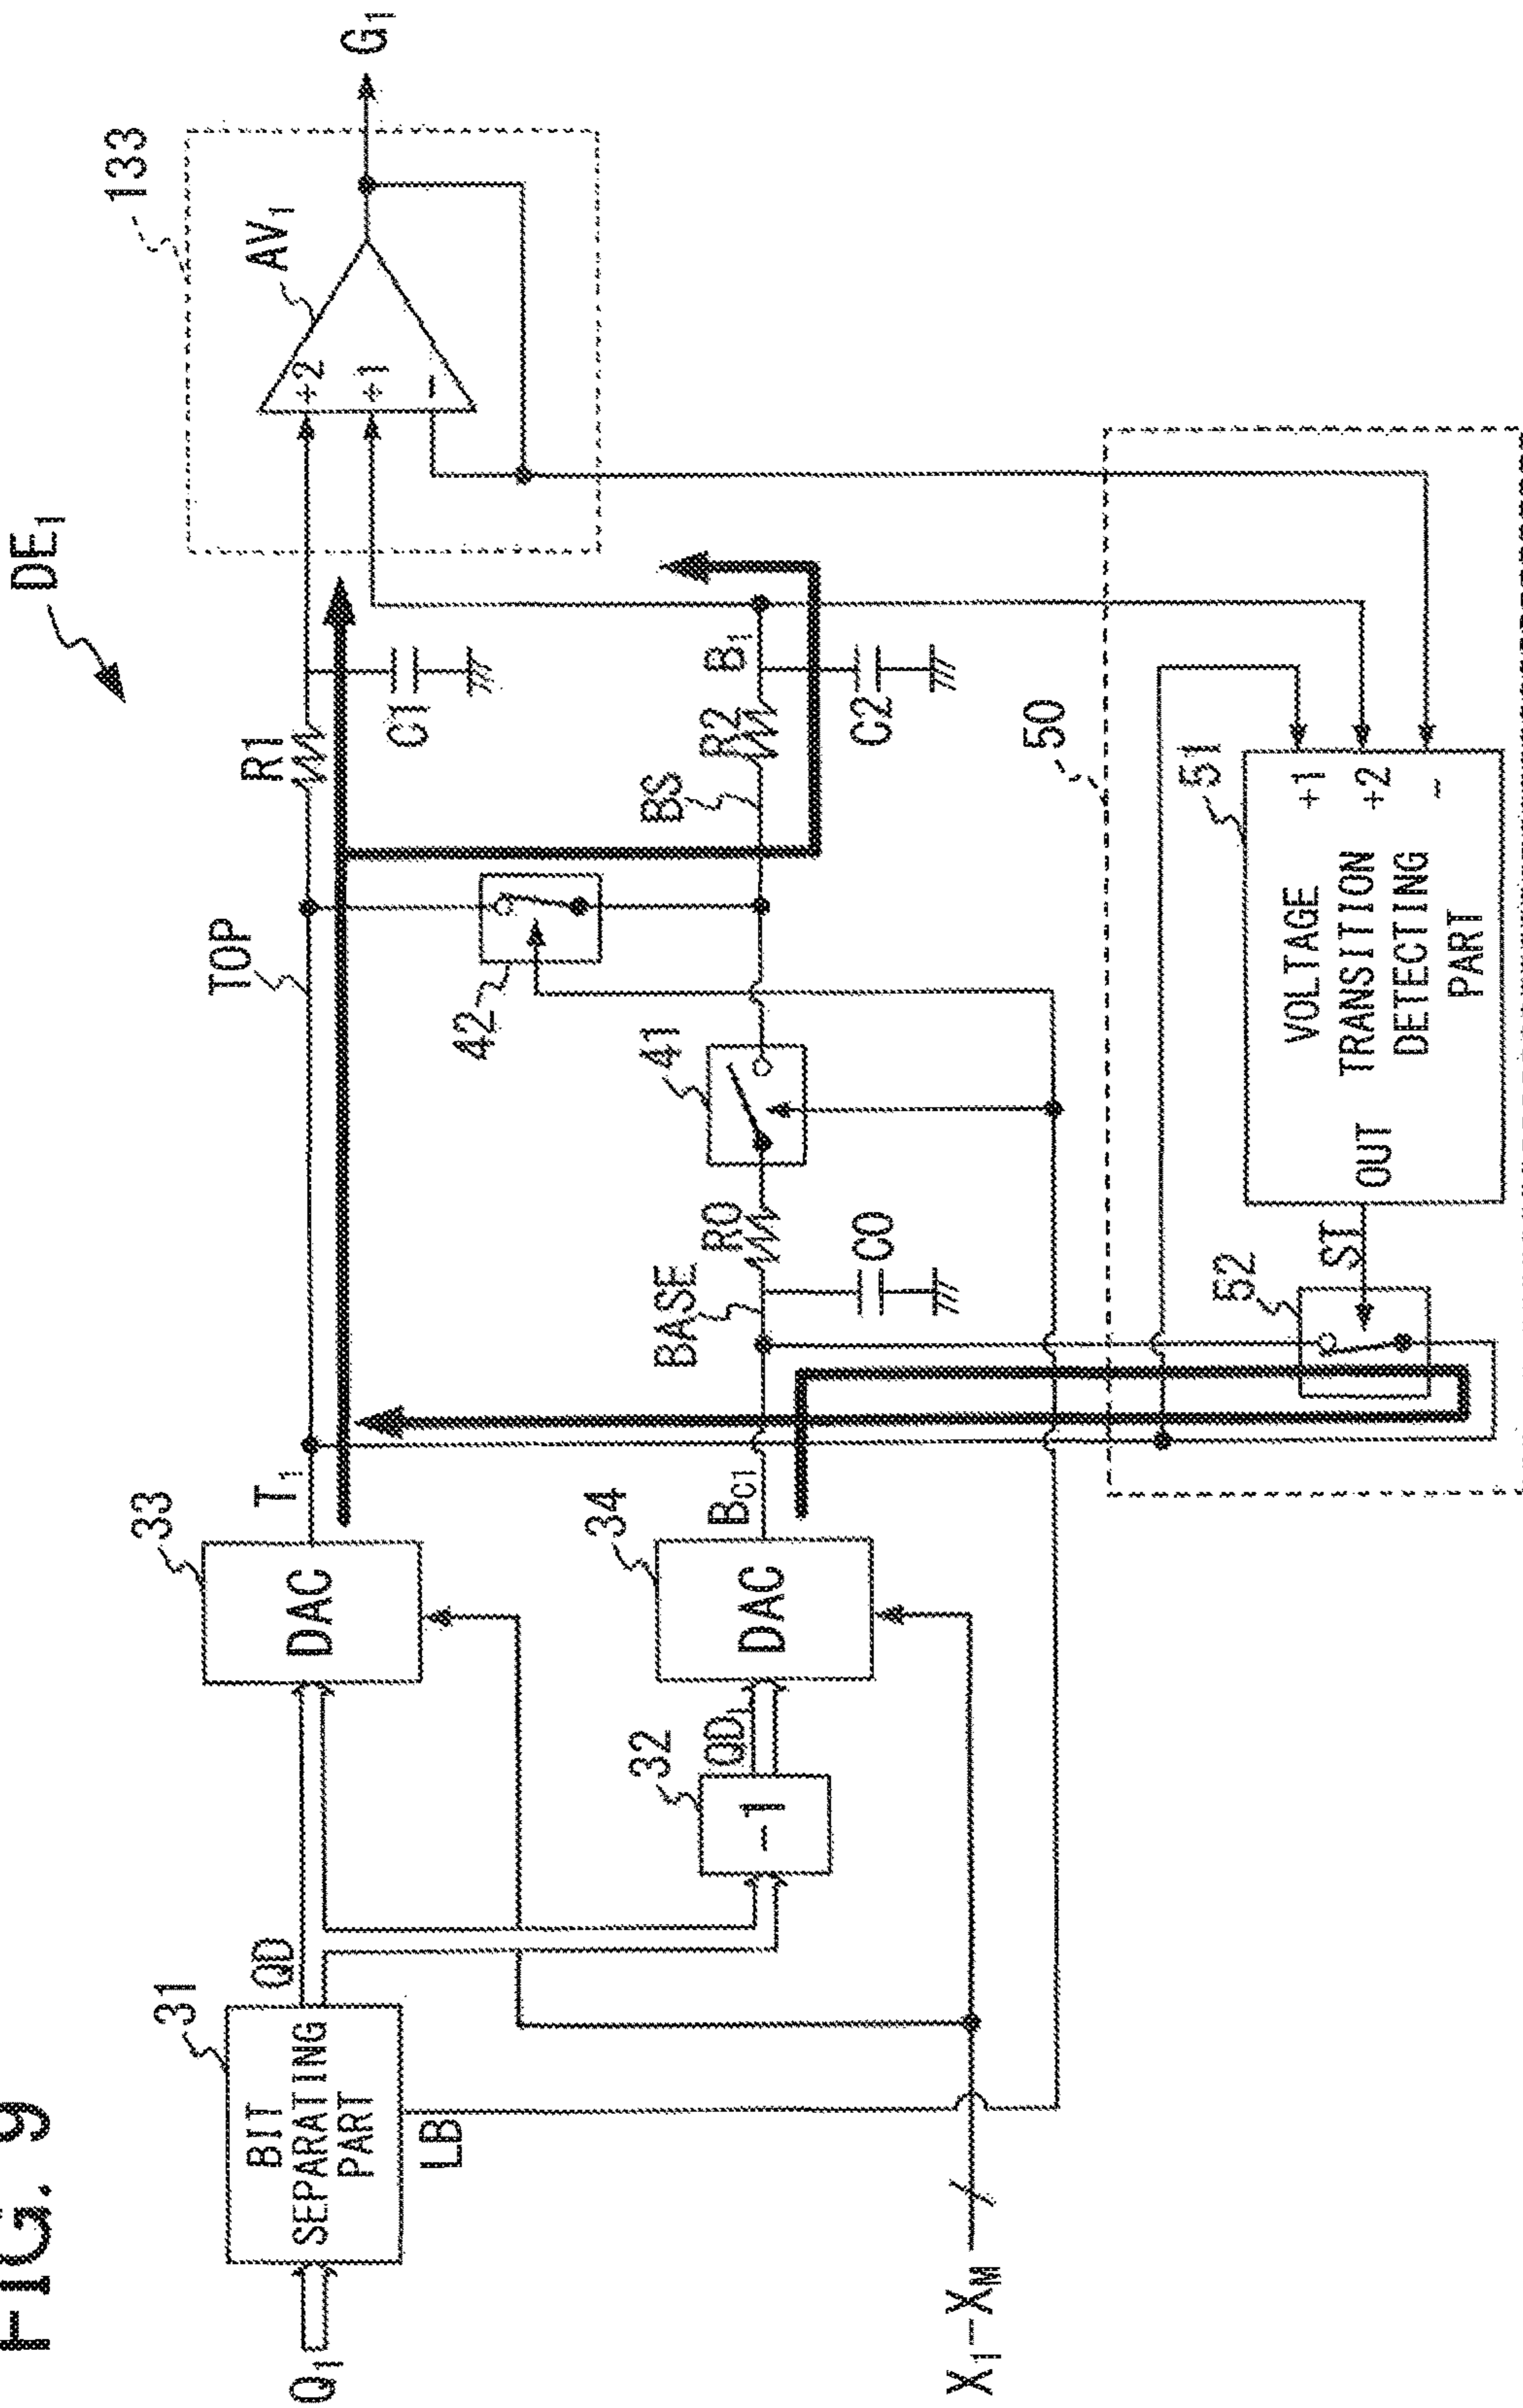 FIG. 9
DE₁
133
AV₁
+2
+1
−
G₁
31
BIT
SEPARATING
PART
Q₁
QD
LB
33
DAC
T₁
TOP
R1
C1
42
32
−1
QD₁
34
DAC
B_C1
BASE
R0
C0
41
BS
R2
B₁
C2
X₁−X_M
50
52
ST
51
OUT
VOLTAGE
TRANSITION
DETECTING
PART
+1
+2
−